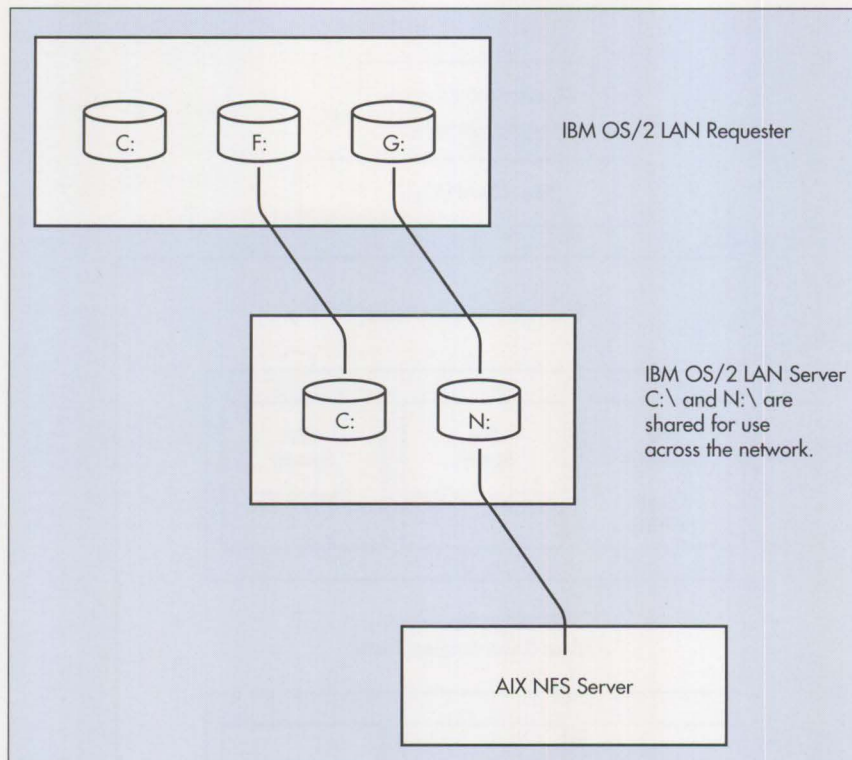 C:
F:
G:
IBM OS/2 LAN Requester
C:
N:
IBM OS/2 LAN Server
C:\ and N:\ are
shared for use
across the network.
AIX NFS Server